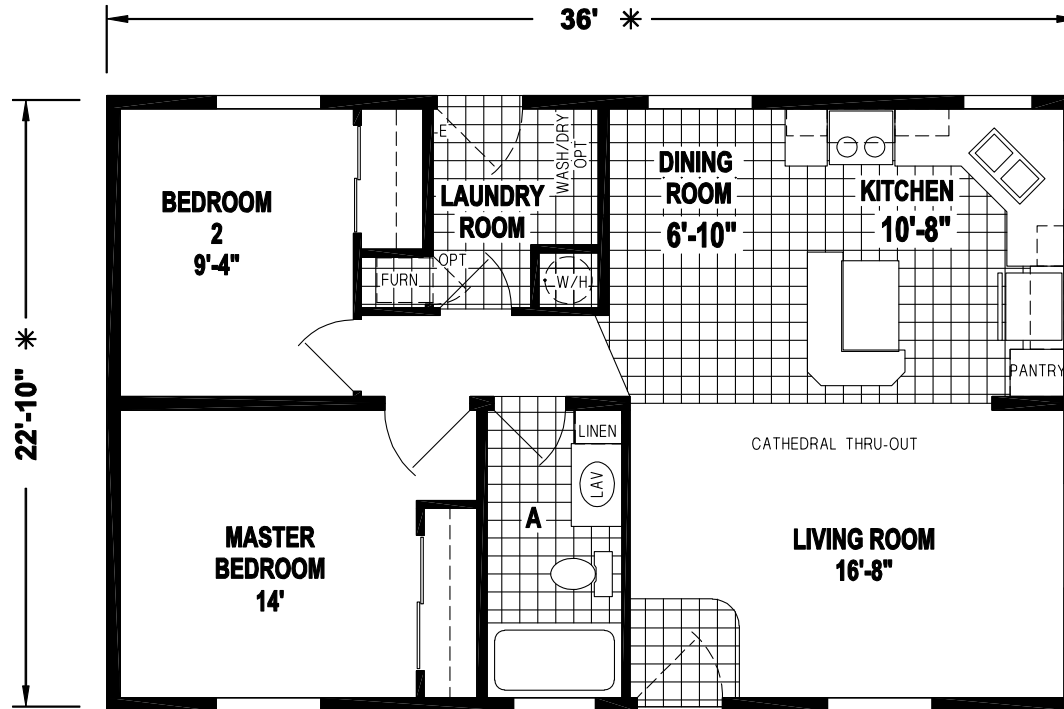 36' ✳
22'-10" ✳
BEDROOM
2
9'-4"
E
LAUNDRY
ROOM
WASH/DRY
OPT
DINING
ROOM
6'-10"
KITCHEN
10'-8"
OPT
FURN
W/H
PANTRY
LINEN
LAV
A
CATHEDRAL THRU-OUT
MASTER
BEDROOM
14'
LIVING ROOM
16'-8"